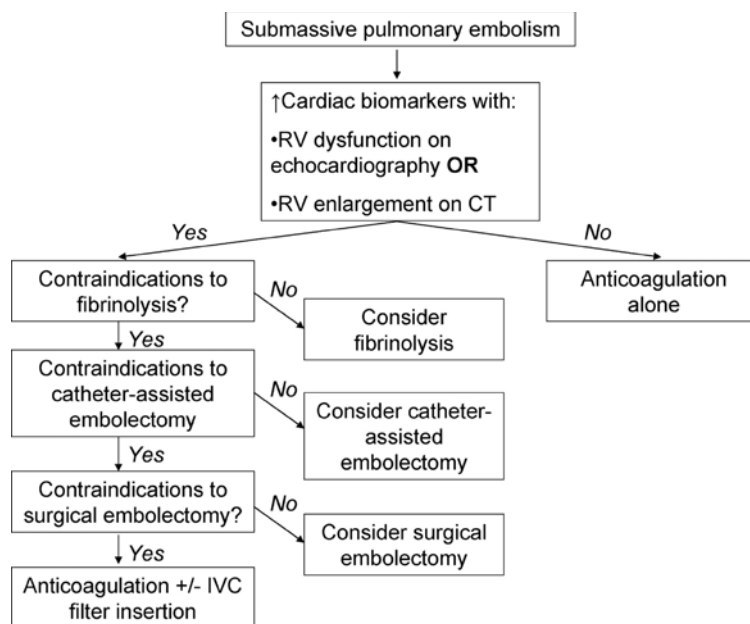 Submassive pulmonary embolism
↑Cardiac biomarkers with:
•RV dysfunction on
echocardiography OR
•RV enlargement on CT
Yes
No
Contraindications to
fibrinolysis?
No
Anticoagulation
alone
Consider
fibrinolysis
Yes
Contraindications to
catheter-assisted
embolectomy
No
Consider catheter-
assisted
embolectomy
Yes
Contraindications to
surgical embolectomy?
No
Consider surgical
embolectomy
Yes
Anticoagulation +/- IVC
filter insertion